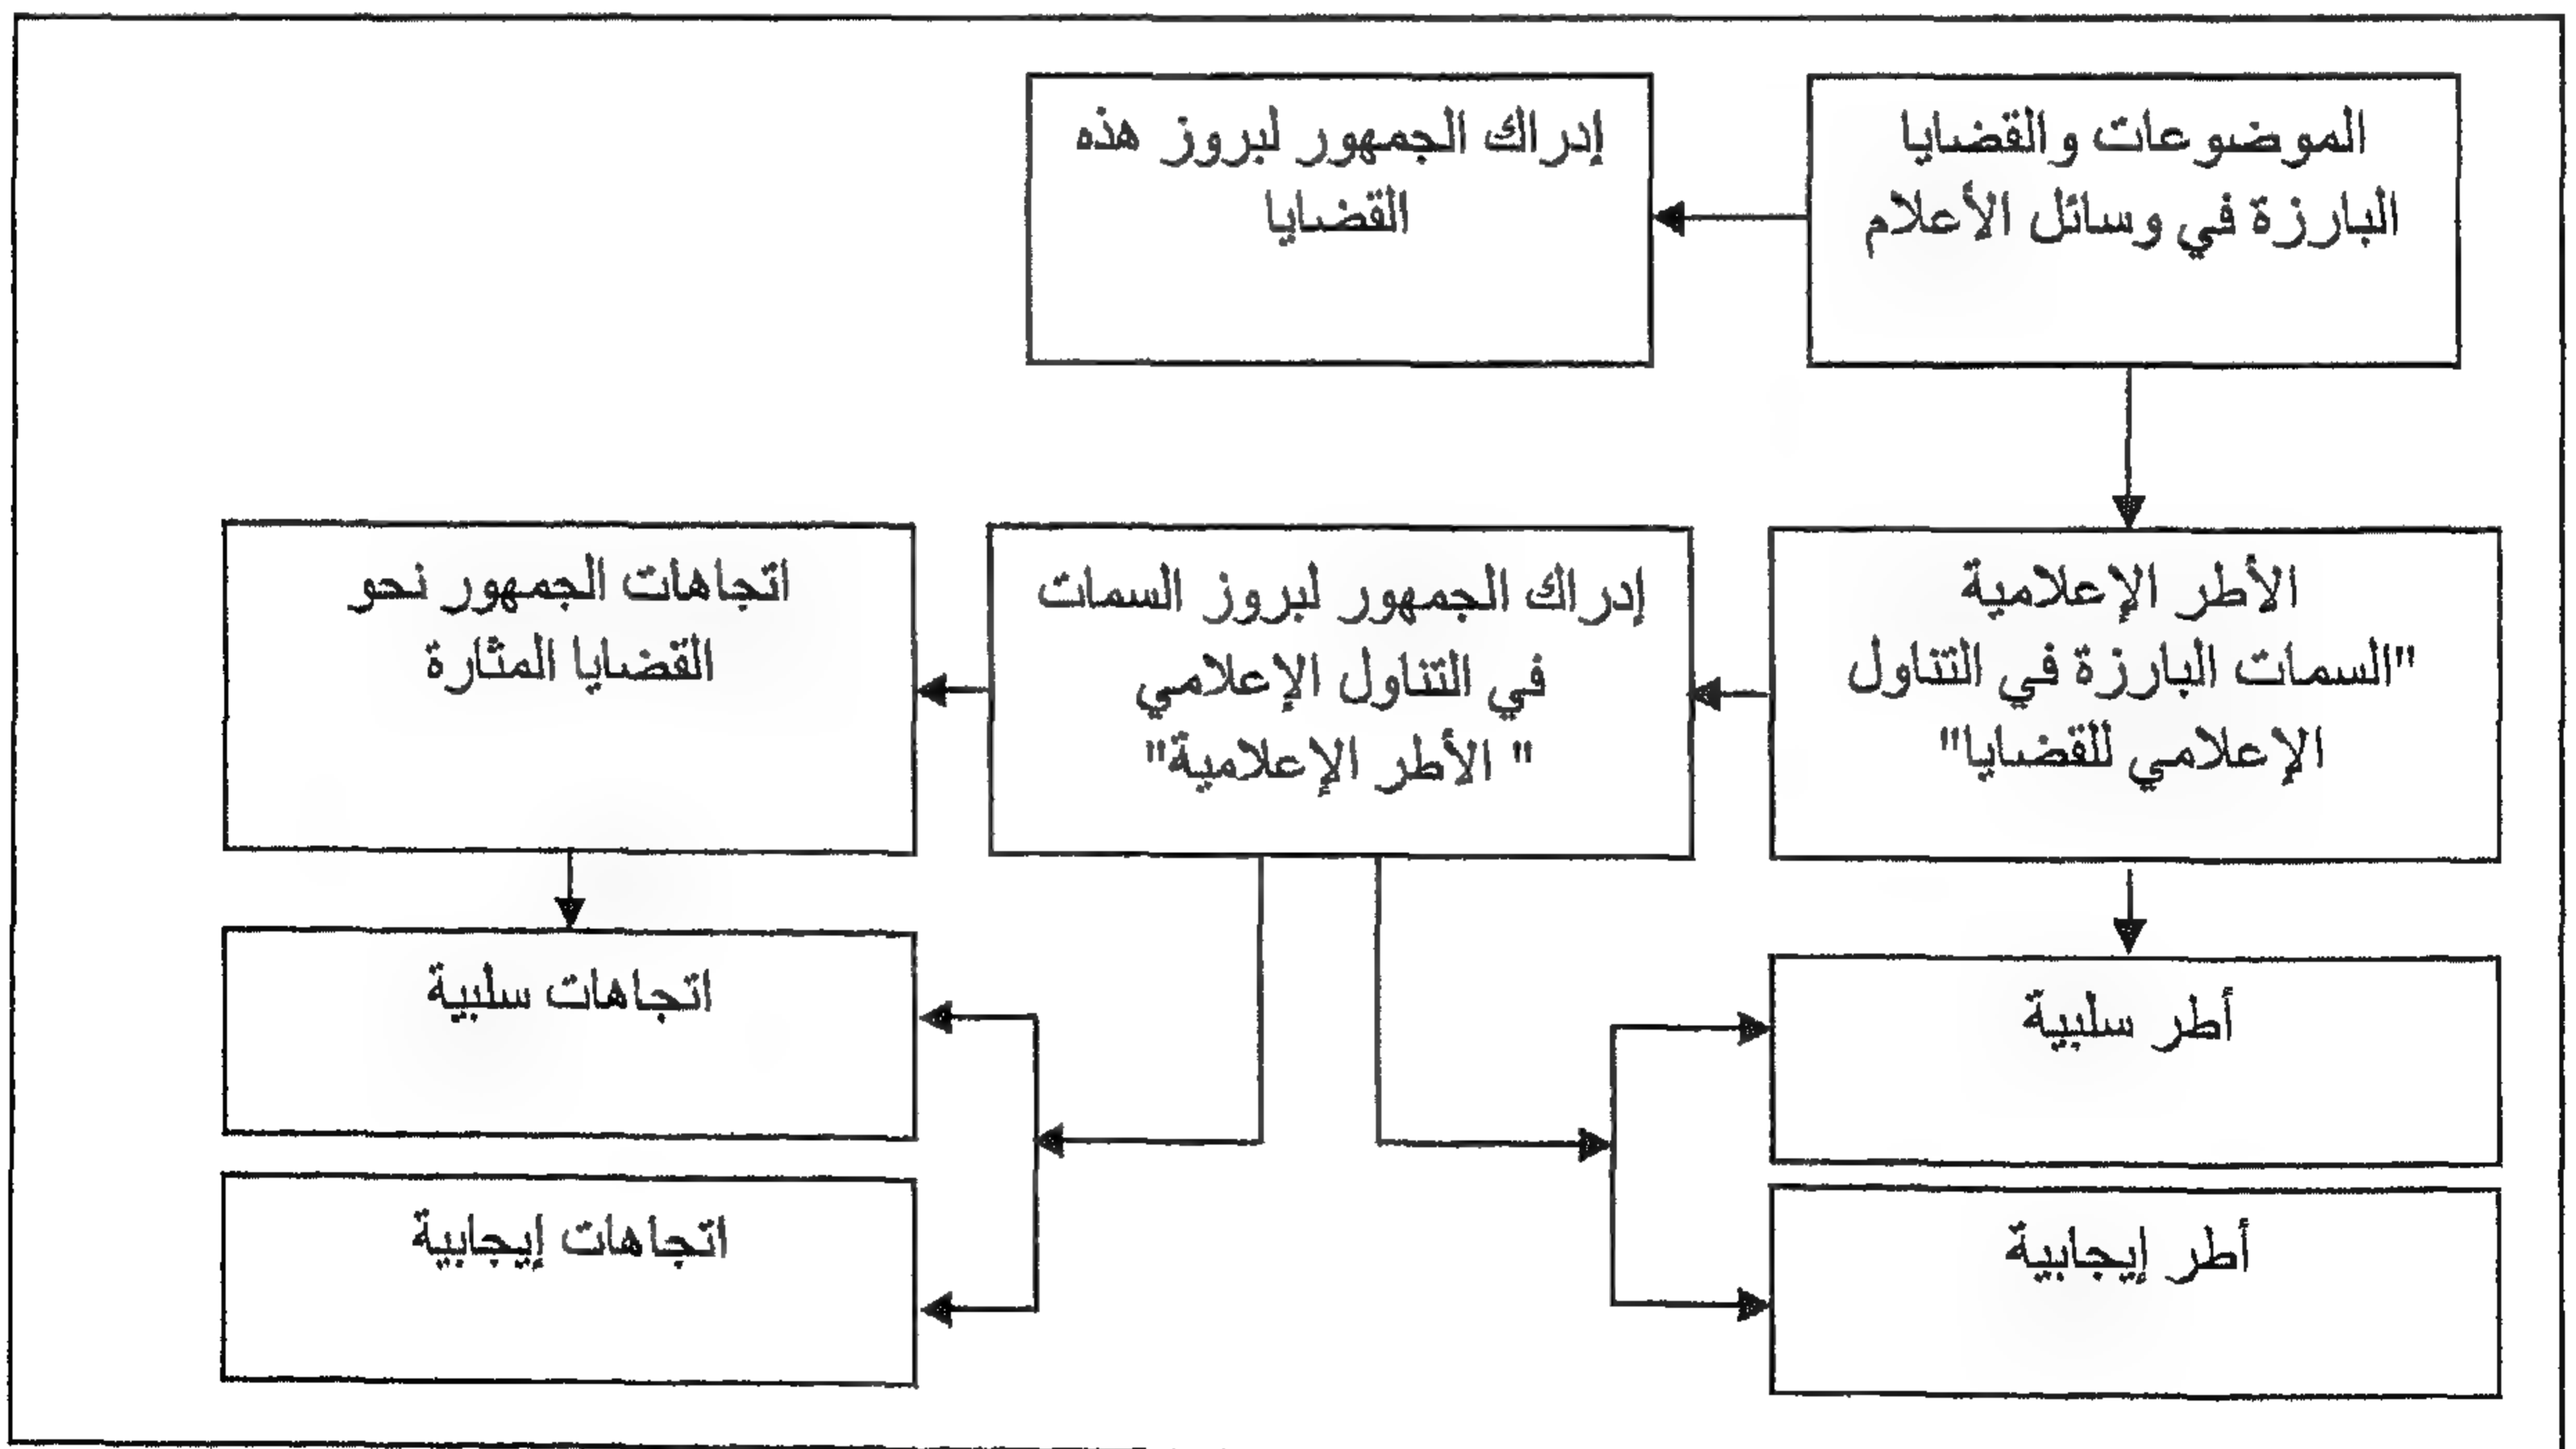 الموضوعات والقضايا
البارزة في وسائل الأعلام
إدراك الجمهور لبروز هذه
القضايا
الأطر الإعلامية
"السمات البارزة في التناول
الإعلامي للقضايا"
إدراك الجمهور لبروز السمات
في التناول الإعلامي
" الأطر الإعلامية"
اتجاهات الجمهور نحو
القضايا المثارة
أطر سلبية
اتجاهات سلبية
أطر إيجابية
اتجاهات إيجابية